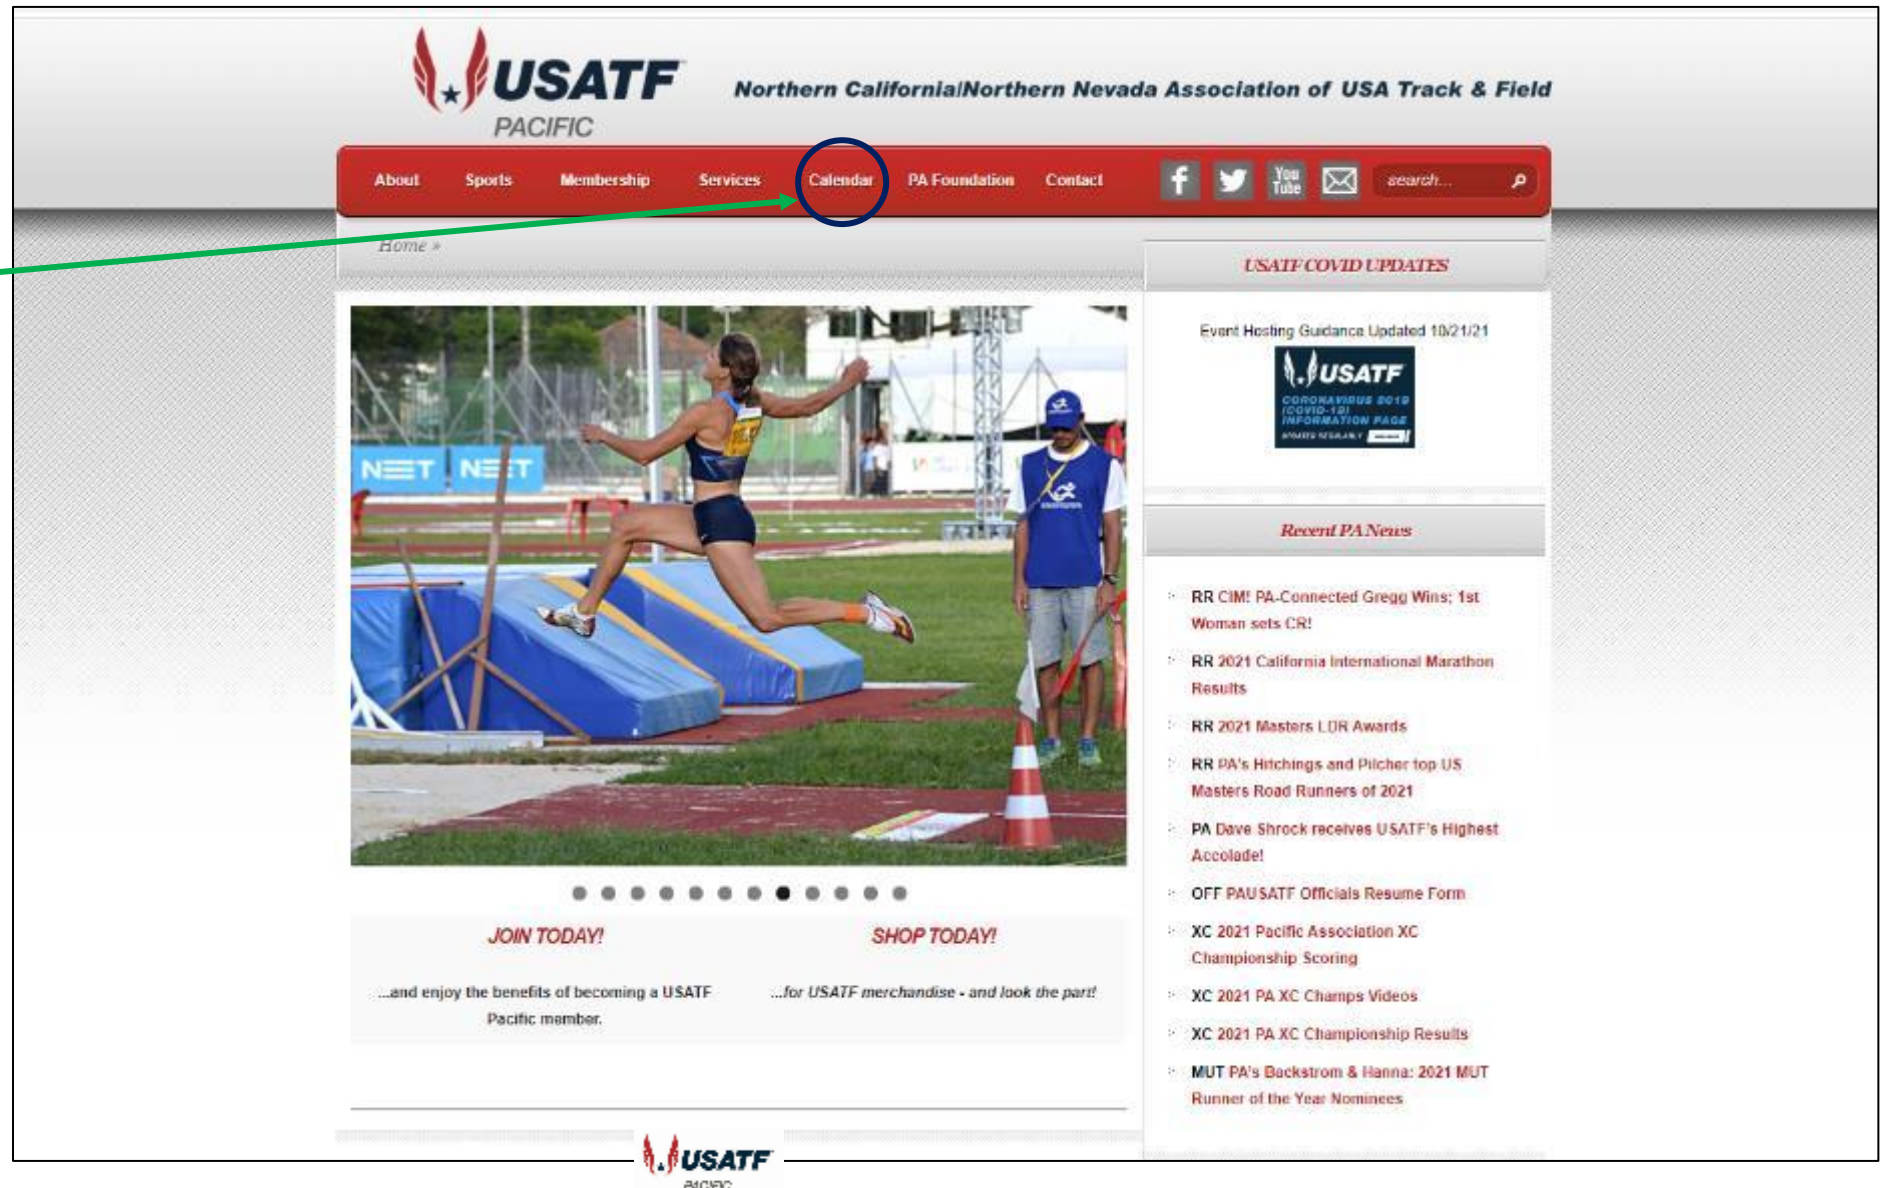 USATF
PACIFIC
Northern California/Northern Nevada Association of USA Track & Field
About Sports Membership Services Calendar PA Foundation Contact
f You Tube search...
Home »
USATF COVID UPDATES
Event Hosting Guidance Updated 10/21/21
USATF
CORONAVIRUS 2019
(COVID-19)
INFORMATION PAGE
NEXT NEXT
Recent PA News
RR CIM! PA-Connected Gregg Wins; 1st
Woman sets CR!
RR 2021 California International Marathon
Results
RR 2021 Masters LDR Awards
RR PA's Hitchings and Pilcher top US
Masters Road Runners of 2021
PA Dave Shrock receives USATF's Highest
Accolade!
OFF PAUSATF Officials Resume Form
XC 2021 Pacific Association XC
Championship Scoring
XC 2021 PA XC Champs Videos
XC 2021 PA XC Championship Results
MUT PA's Backstrom & Hanna: 2021 MUT
Runner of the Year Nominees
JOIN TODAY!
...and enjoy the benefits of becoming a USATF
Pacific member.
SHOP TODAY!
...for USATF merchandise - and look the part!
USATF
PACIFIC